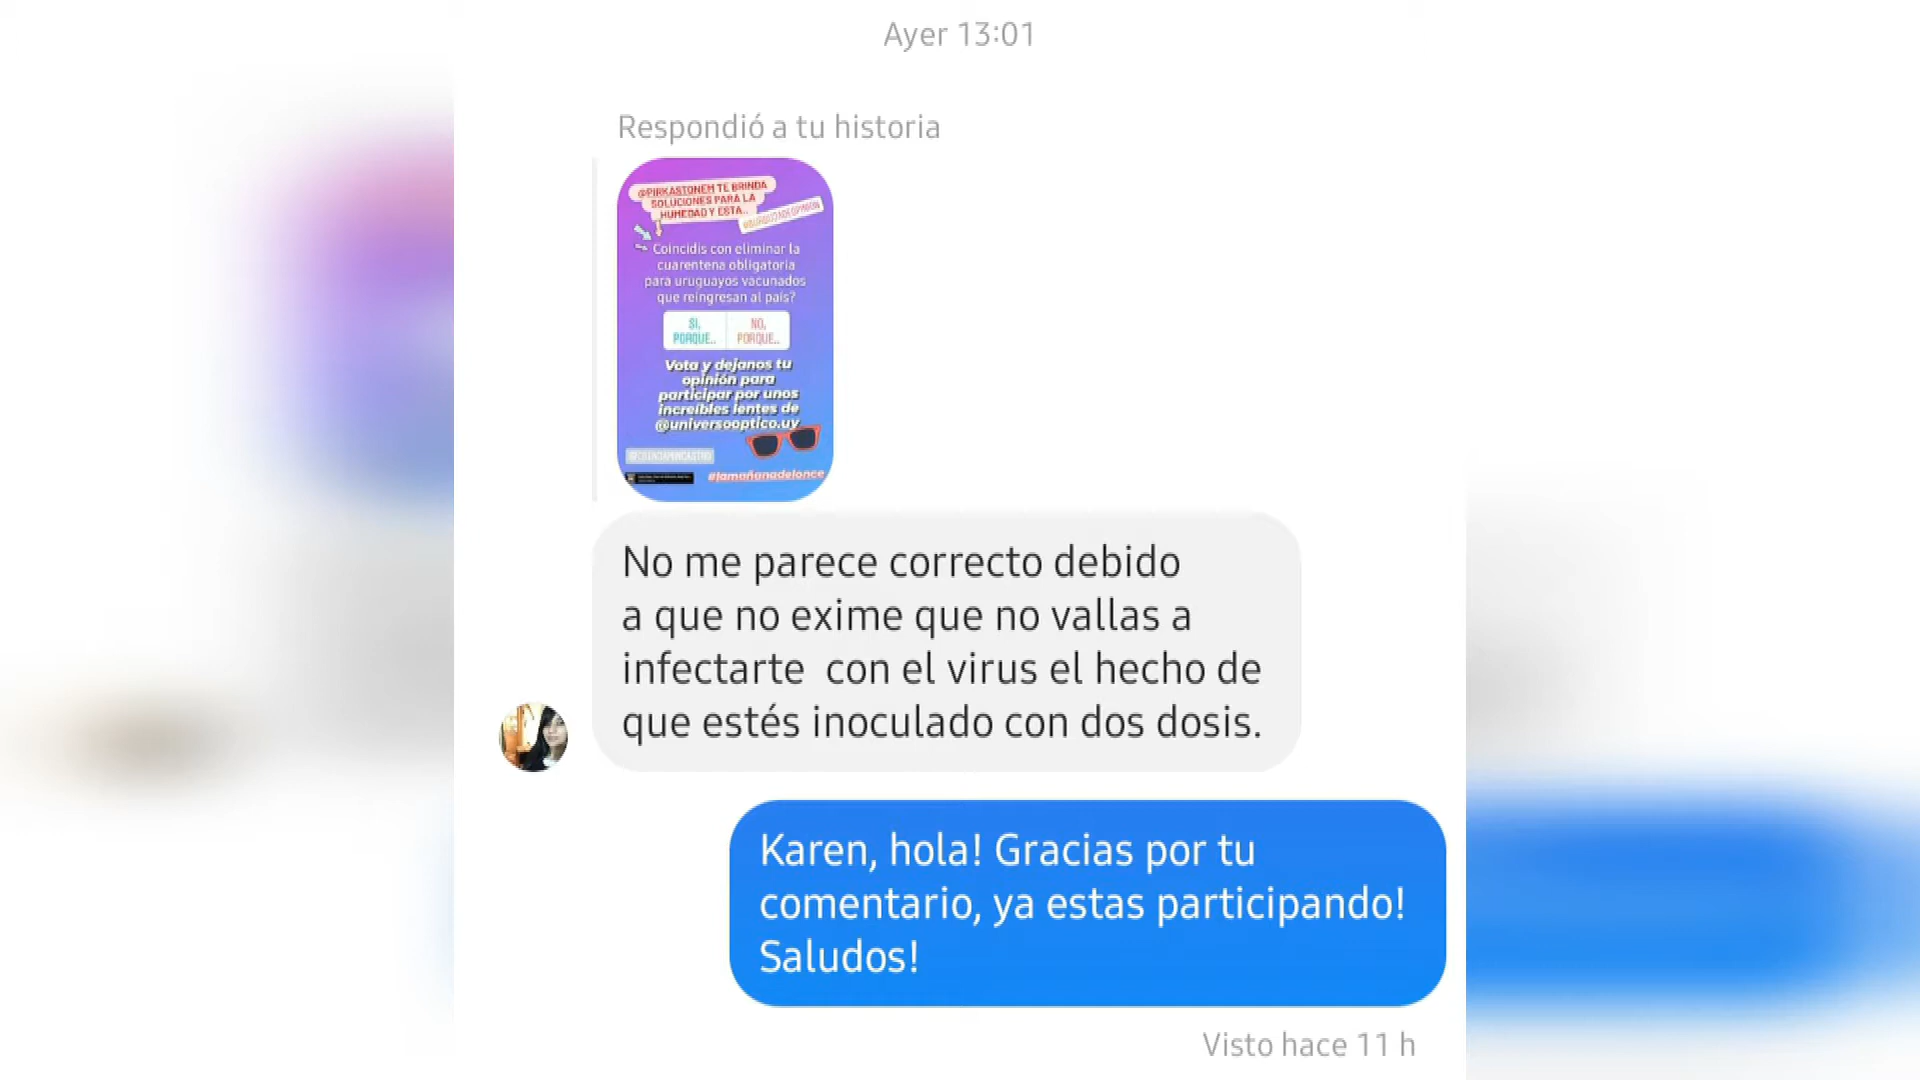 Ayer 13:01
Respondió a tu historia
@PIRKASTONEM TE BRINDA
SOLUCIONES PARA LA
HUMEDAD Y ESTA..
Coincidis con eliminar la
cuarentena obligatoria
para uruguayos vacunados
que reingresan al país?
SI, NO,
PORQUE.. PORQUE..
Vota y dejanos tu
opinión para
participar por unos
increíbles lentes de
@universooptico.uy
#lamañanadelonce
No me parece correcto debido
a que no exime que no vallas a
infectarte con el virus el hecho de
que estés inoculado con dos dosis.
Karen, hola! Gracias por tu
comentario, ya estas participando!
Saludos!
Visto hace 11 h